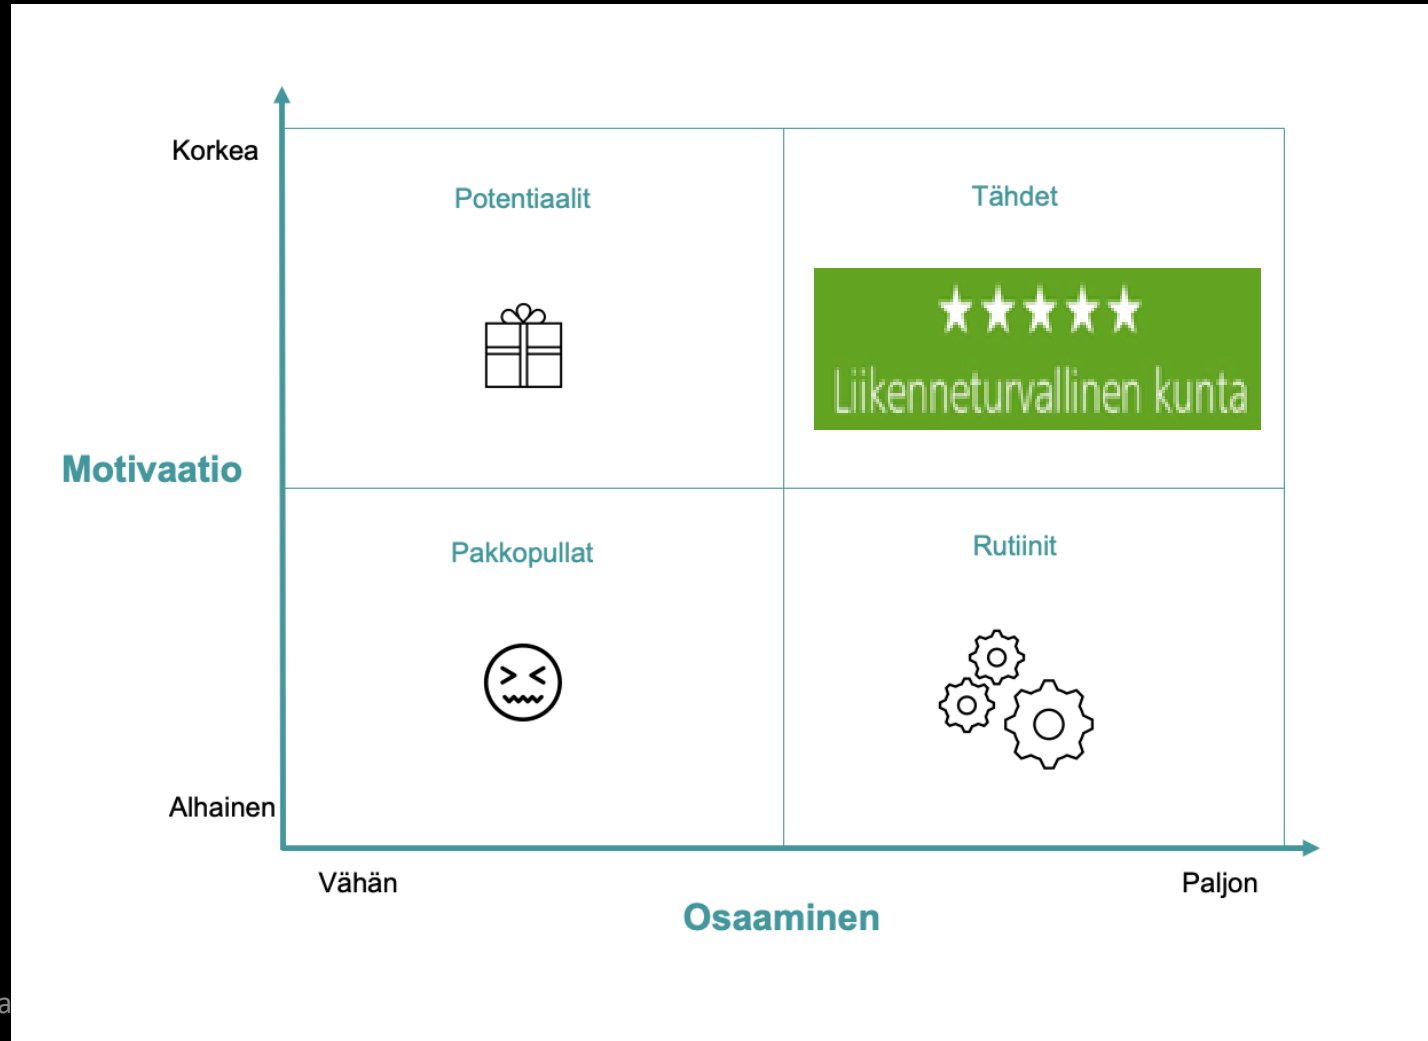 Korkea
Potentiaalit
Tähdet
Liikenneturvallinen kunta
Motivaatio
Pakkopullat
Rutiinit
Alhainen
Vähän
Paljon
Osaaminen
a